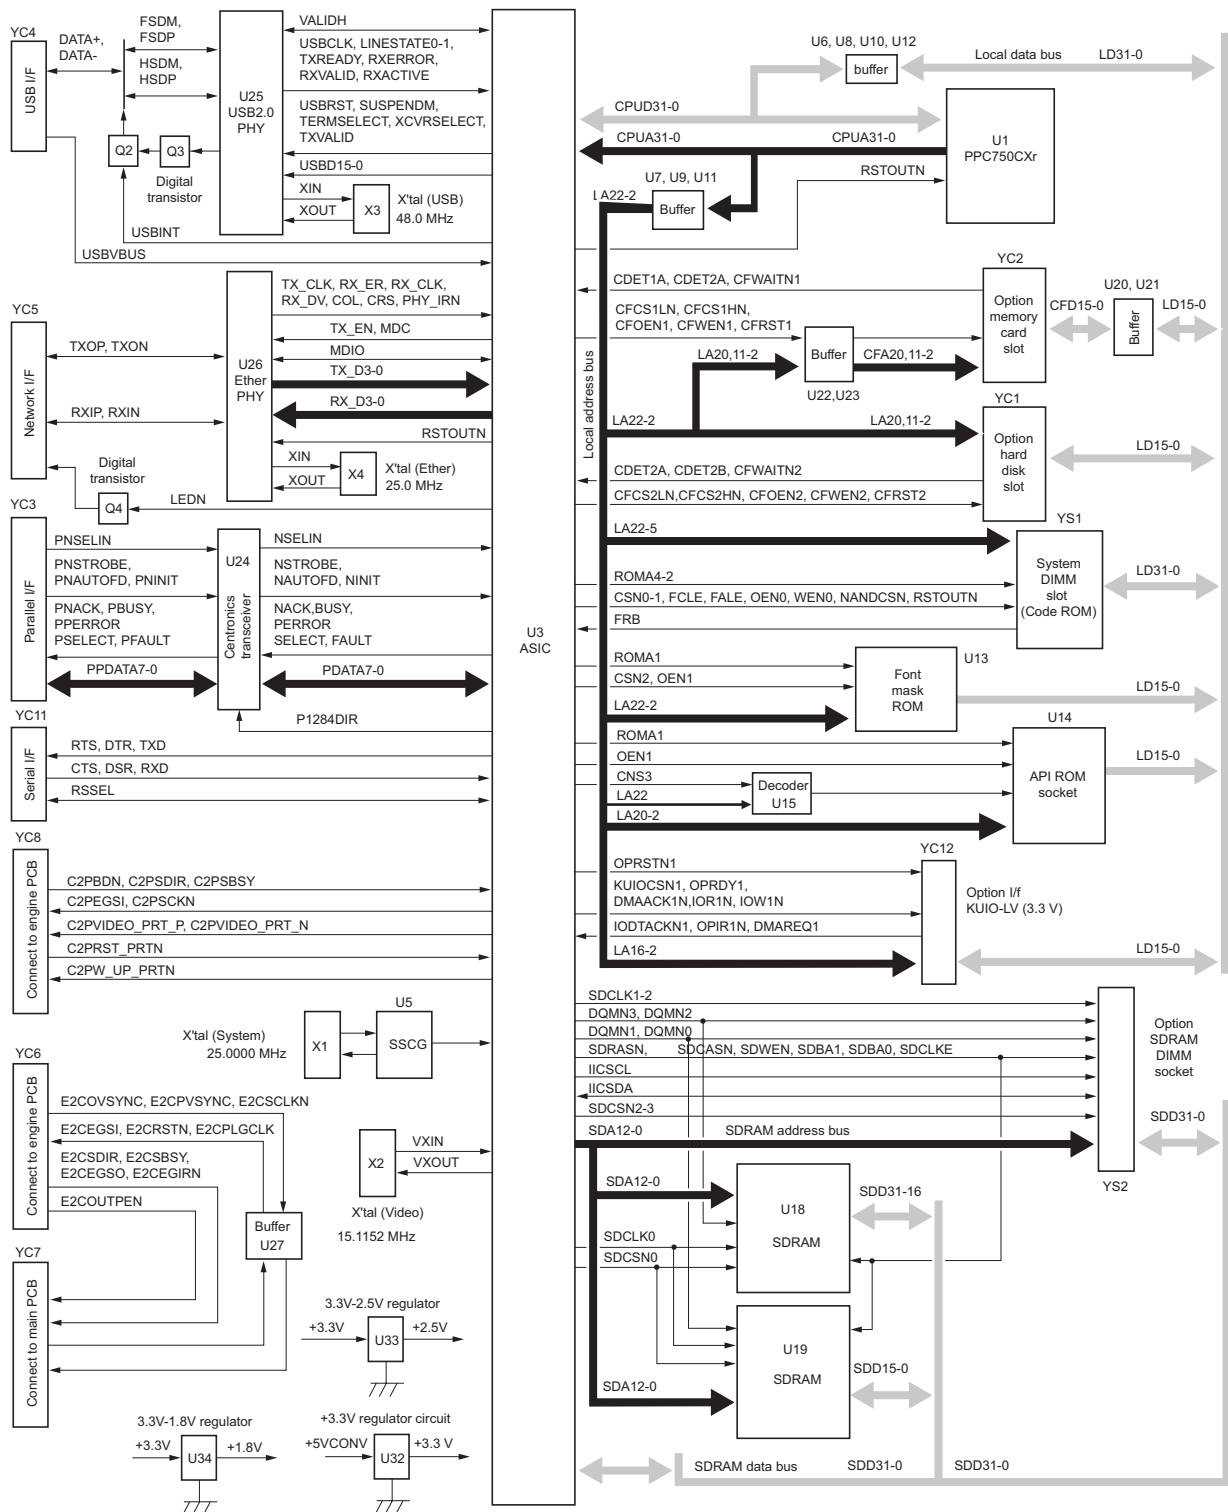 YC4
USB I/F
DATA+,
DATA-
FSDM,
FSDP
HSDM,
HSDP
U25
USB2.0
PHY
Q2
Q3
Digital
transistor
VALIDH
USBCLK, LINESTATE0-1,
TXREADY, RXERROR,
RXVALID, RXACTIVE
USBRST, SUSPENDM,
TERMSELECT, XCVRSELECT,
TXVALID
USBD15-0
XIN
XOUT
X3
X'tal (USB)
48.0 MHz
USBINT
USBVBUS
YC5
Network I/F
TXOP, TXON
RXIP, RXIN
U26
Ether
PHY
TX_CLK, RX_ER, RX_CLK,
RX_DV, COL, CRS, PHY_IRN
TX_EN, MDC
MDIO
TX_D3-0
RX_D3-0
RSTOUTN
XIN
XOUT
X4
X'tal (Ether)
25.0 MHz
Digital
transistor
Q4
LEDN
YC3
Parallel I/F
PNSELIN
PNSTROBE,
PNAUTOFD, PNINIT
PNACK, PBUSY,
PPERROR
PSELECT, PFAULT
PPDATA7-0
U24
Centronics
transceiver
NSELIN
NSTROBE,
NAUTOFD, NINIT
NACK,BUSY,
PERROR
SELECT, FAULT
PDATA7-0
P1284DIR
YC11
Serial I/F
RTS, DTR, TXD
CTS, DSR, RXD
RSSEL
YC8
Connect to engine PCB
C2PBDN, C2PSDIR, C2PSBSY
C2PEGSI, C2PSCKN
C2PVIDEO_PRT_P, C2PVIDEO_PRT_N
C2PRST_PRTN
C2PW_UP_PRTN
X'tal (System)
25.0000 MHz
X1
U5
SSCG
YC6
Connect to engine PCB
E2COVSYNC, E2CPVSYNC, E2CSCLKN
E2CEGSI, E2CRSTN, E2CPLGCLK
E2CSDIR, E2CSBSY,
E2CEGSO, E2CEGIRN
E2COUTPEN
Buffer
U27
X2
VXIN
VXOUT
X'tal (Video)
15.1152 MHz
YC7
Connect to main PCB
3.3V-2.5V regulator
+3.3V
U33
+2.5V
3.3V-1.8V regulator
+3.3V
U34
+1.8V
+3.3V regulator circuit
+5VCONV
U32
+3.3 V
U3
ASIC
U6, U8, U10, U12
buffer
Local data bus
LD31-0
CPUD31-0
CPUA31-0
CPUA31-0
U1
PPC750CXr
RSTOUTN
U7, U9, U11
LA22-2
Buffer
Local address bus
CDET1A, CDET2A, CFWAITN1
CFCS1LN, CFCS1HN,
CFOEN1, CFWEN1, CFRST1
LA20,11-2
Buffer
U22,U23
CFA20,11-2
YC2
Option
memory
card
slot
CFD15-0
U20, U21
Buffer
LD15-0
LA22-2
LA20,11-2
YC1
Option
hard
disk
slot
LD15-0
CDET2A, CDET2B, CFWAITN2
CFCS2LN,CFCS2HN, CFOEN2, CFWEN2, CFRST2
LA22-5
YS1
System
DIMM
slot
(Code ROM)
LD31-0
ROMA4-2
CSN0-1, FCLE, FALE, OEN0, WEN0, NANDCSN, RSTOUTN
FRB
ROMA1
CSN2, OEN1
LA22-2
U13
Font
mask
ROM
LD15-0
ROMA1
OEN1
CNS3
LA22
LA20-2
Decoder
U15
U14
API ROM
socket
LD15-0
OPRSTN1
KUIOCSN1, OPRDY1,
DMAACK1N,IOR1N, IOW1N
IODTACKN1, OPIR1N, DMAREQ1
LA16-2
YC12
Option I/f
KUIO-LV (3.3 V)
LD15-0
SDCLK1-2
DQMN3, DQMN2
DQMN1, DQMN0
SDRASN, SDCASN, SDWEN, SDBA1, SDBA0, SDCLKE
IICSCL
IICSDA
SDCSN2-3
SDA12-0
SDRAM address bus
Option
SDRAM
DIMM
socket
SDD31-0
YS2
SDA12-0
U18
SDRAM
SDD31-16
SDCLK0
SDCSN0
U19
SDRAM
SDD15-0
SDA12-0
SDRAM data bus
SDD31-0
SDD31-0